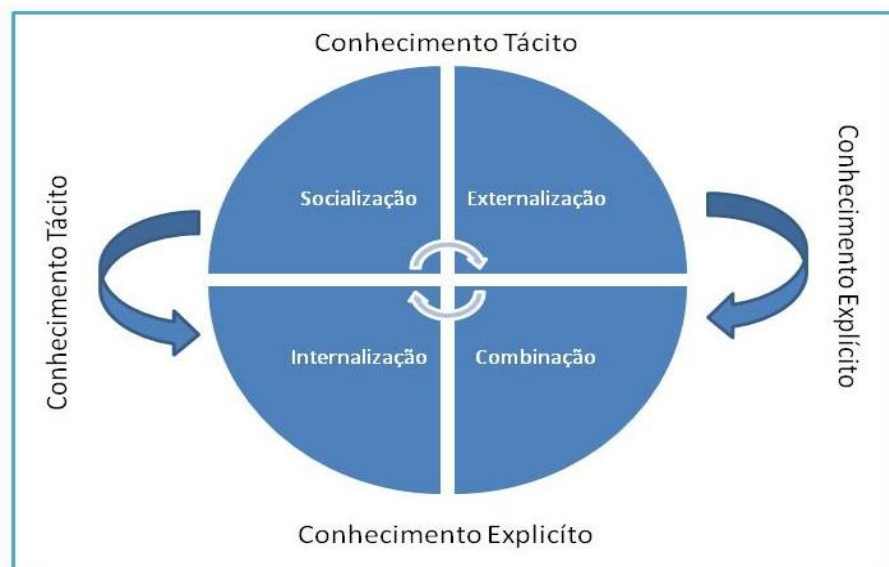 Conhecimento Tácito
Conhecimento Tácito
Socialização
Externalização
Conhecimento Explícito
Internalização
Combinação
Conhecimento Explicíto